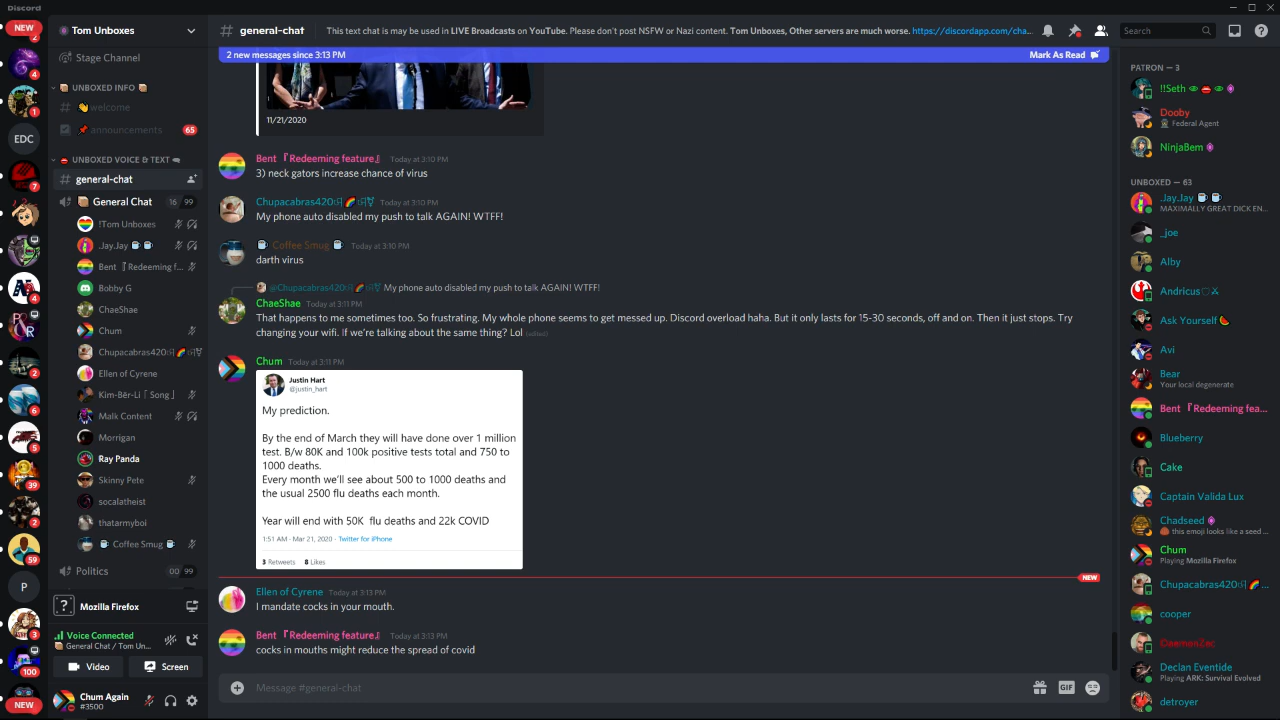 Discord
NEW
2
4
1
EDC
7
4
2
6
5
39
2
59
P
3
100
NEW
Tom Unboxes
Stage Channel
UNBOXED INFO
# 👋 welcome
📌 announcements 65
UNBOXED VOICE & TEXT
# general-chat
General Chat 16 99
!Tom Unboxes
.Jay.Jay
Bent『Redeeming f...
Bobby G
ChaeShae
Chum
Chupacabras420
Ellen of Cyrene
Kim-Bêr-Li「Song」
Malk Content
Morrigan
Ray Panda
Skinny Pete
socalatheist
thatarmyboi
Coffee Smug
Politics 00 99
? Mozilla Firefox
Voice Connected
General Chat / Tom Un...
Video
Screen
Chum Again
#3500
# general-chat
This text chat is may be used in LIVE Broadcasts on YouTube. Please don't post NSFW or Nazi content. Tom Unboxes, Other servers are much worse. https://discordapp.com/cha...
Search
2 new messages since 3:13 PM
Mark As Read
11/21/2020
Bent『Redeeming feature』 Today at 3:10 PM
3) neck gators increase chance of virus
Chupacabras420 Today at 3:10 PM
My phone auto disabled my push to talk AGAIN! WTFF!
Coffee Smug Today at 3:10 PM
darth virus
@Chupacabras420 My phone auto disabled my push to talk AGAIN! WTFF!
ChaeShae Today at 3:11 PM
That happens to me sometimes too. So frustrating. My whole phone seems to get messed up. Discord overload haha. But it only lasts for 15-30 seconds, off and on. Then it just stops. Try
changing your wifi. If we're talking about the same thing? Lol (edited)
Chum Today at 3:11 PM
Justin Hart
@justin_hart
My prediction.
By the end of March they will have done over 1 million
test. B/w 80K and 100k positive tests total and 750 to
1000 deaths.
Every month we'll see about 500 to 1000 deaths and
the usual 2500 flu deaths each month.
Year will end with 50K flu deaths and 22k COVID
1:51 AM · Mar 21, 2020 · Twitter for iPhone
3 Retweets 8 Likes
NEW
Ellen of Cyrene Today at 3:13 PM
I mandate cocks in your mouth.
Bent『Redeeming feature』 Today at 3:13 PM
cocks in mouths might reduce the spread of covid
Message #general-chat
GIF
PATRON — 3
!!Seth
Dooby
Federal Agent
NinjaBem
UNBOXED — 63
.Jay.Jay
MAXIMALLY GREAT DICK EN...
_joe
Alby
Andricus
Ask Yourself
Avi
Bear
Your local degenerate
Bent『Redeeming fea...
Blueberry
Cake
Captain Valida Lux
Chadseed
this emoji looks like a seed ...
Chum
Playing Mozilla Firefox
Chupacabras420 ...
cooper
DaemonZec
Declan Eventide
Playing ARK: Survival Evolved
detroyer